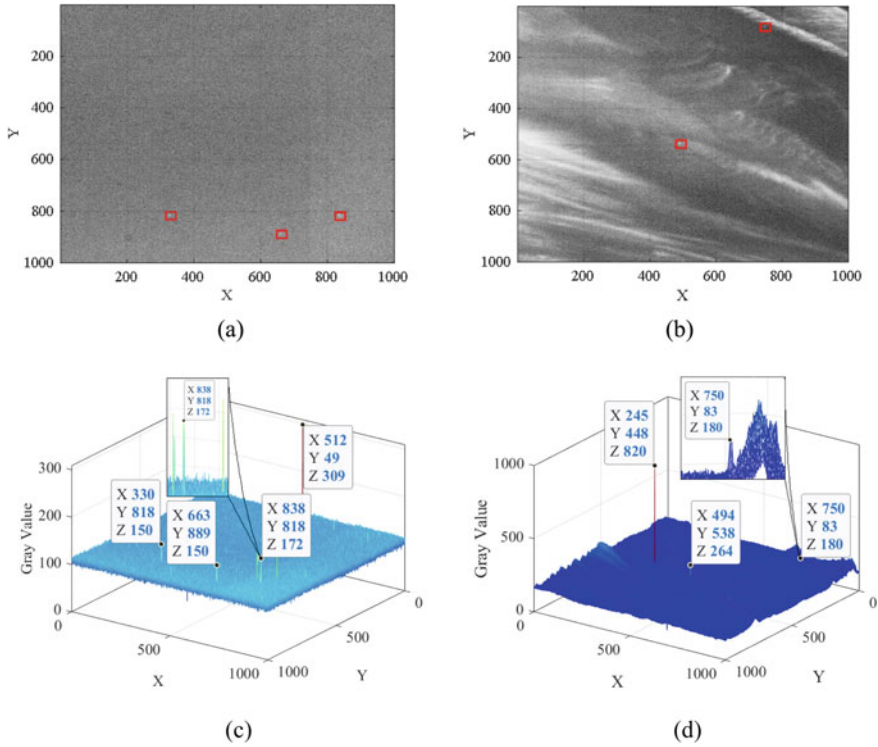 200
400
600
800
1000
Y
200 400 600 800 1000
X
(a)
200
400
600
800
1000
Y
200 400 600 800 1000
X
(b)
X 838
Y 818
Z 172
X 512
Y 49
Z 309
X 330
Y 818
Z 150
X 663
Y 889
Z 150
X 838
Y 818
Z 172
300
200
100
0
Gray Value
0
500
1000
X
1000
500
0
Y
(c)
X 750
Y 83
Z 180
X 245
Y 448
Z 820
X 494
Y 538
Z 264
X 750
Y 83
Z 180
1000
500
0
Gray Value
0
500
1000
X
1000
500
0
Y
(d)